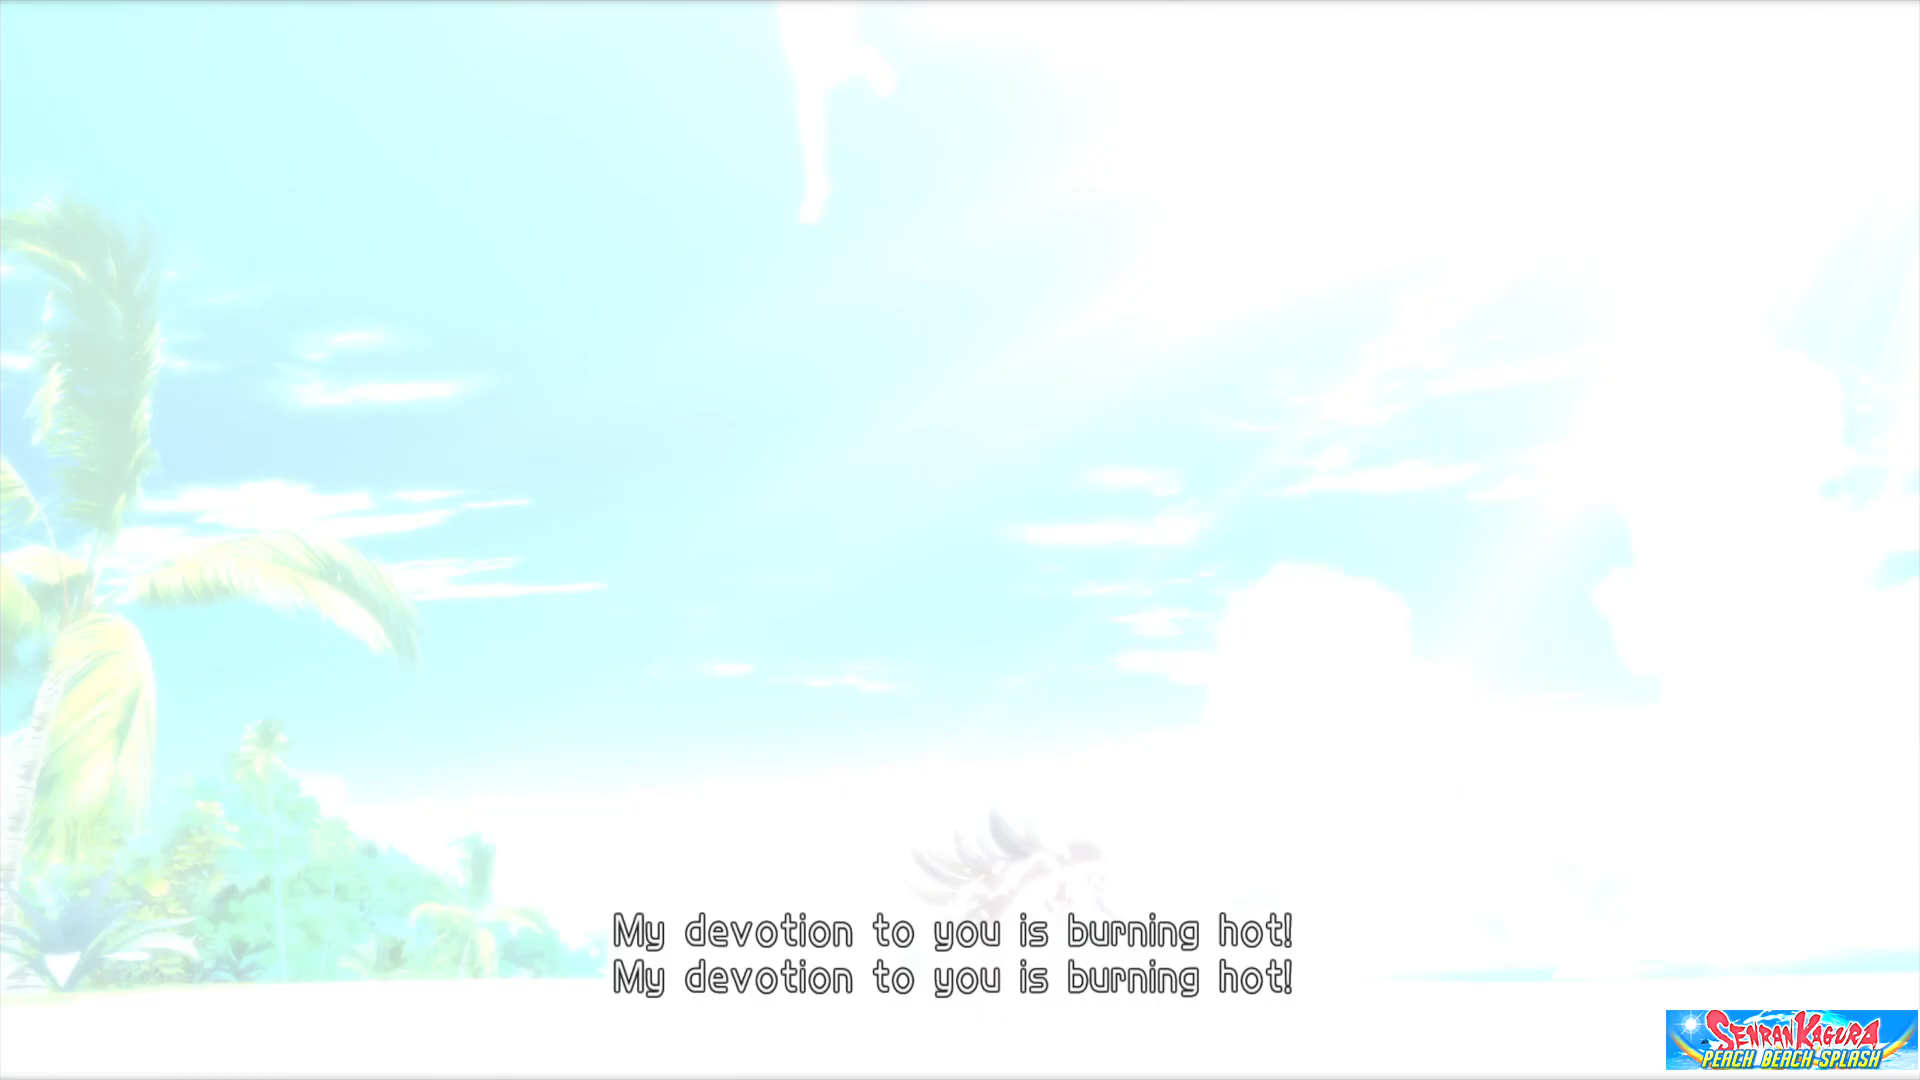 My devotion to you is burning hot!
My devotion to you is burning hot!
SENRAN KAGURA
PEACH BEACH SPLASH